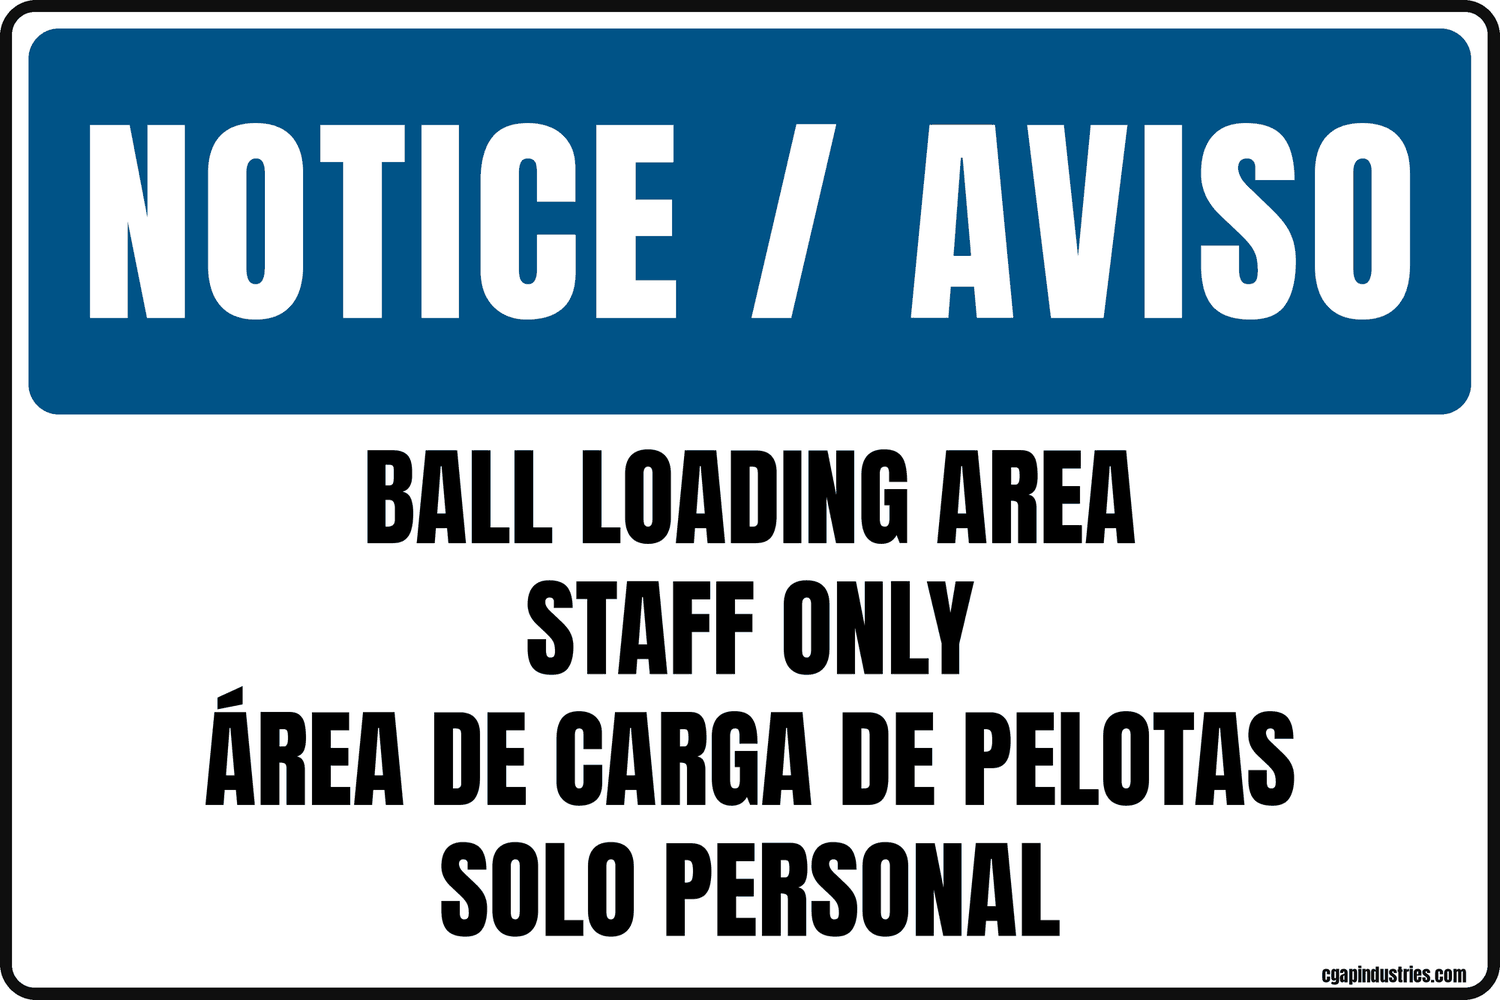 NOTICE / AVISO
BALL LOADING AREA
STAFF ONLY
ÁREA DE CARGA DE PELOTAS
SOLO PERSONAL
cgapindustries.com